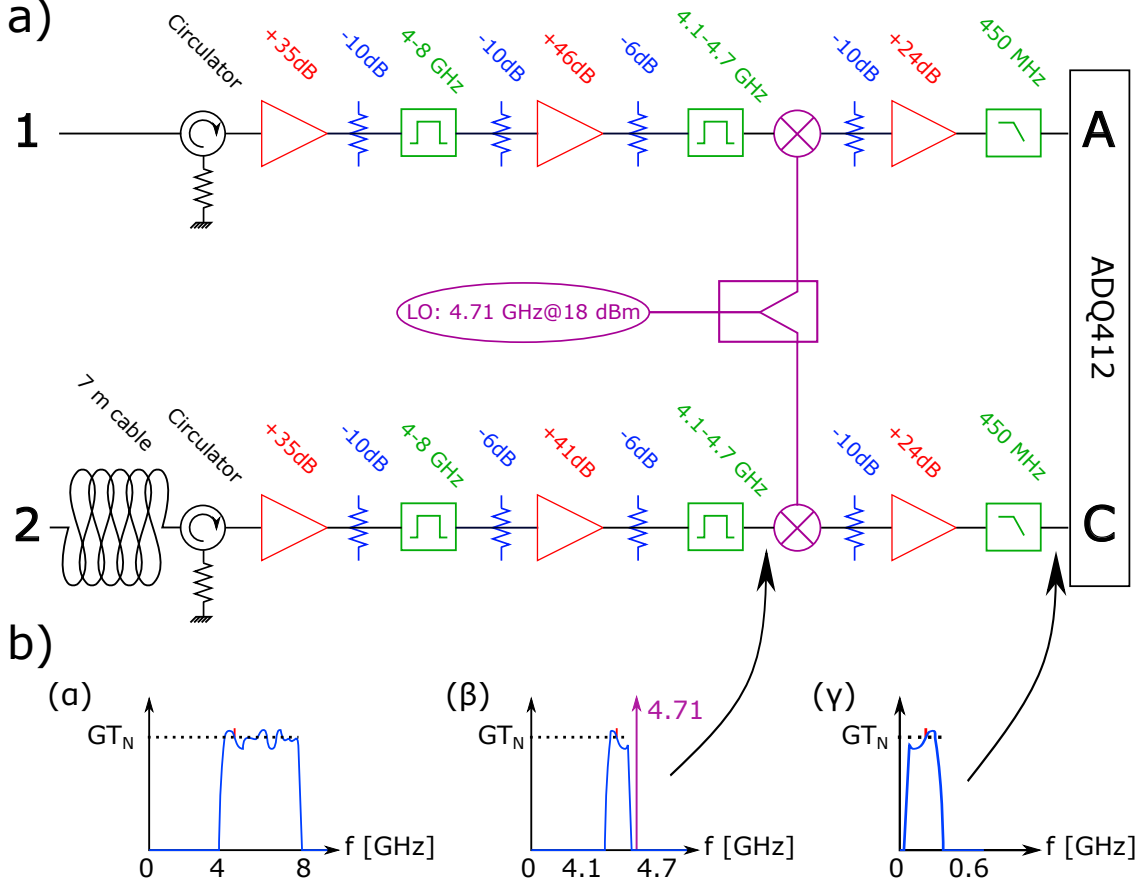 a)
Circulator
+35dB
-10dB
4-8 GHz
-10dB
+46dB
-6dB
4.1-4.7 GHz
-10dB
+24dB
450 MHz
1
A
ADQ412
LO: 4.71 GHz@18 dBm
7 m cable
Circulator
+35dB
-10dB
4-8 GHz
-6dB
+41dB
-6dB
4.1-4.7 GHz
-10dB
+24dB
450 MHz
2
C
b)
(α)
GT_N
0
4
8
f [GHz]
(β)
4.71
GT_N
0
4.1
4.7
f [GHz]
(γ)
GT_N
0
0.6
f [GHz]